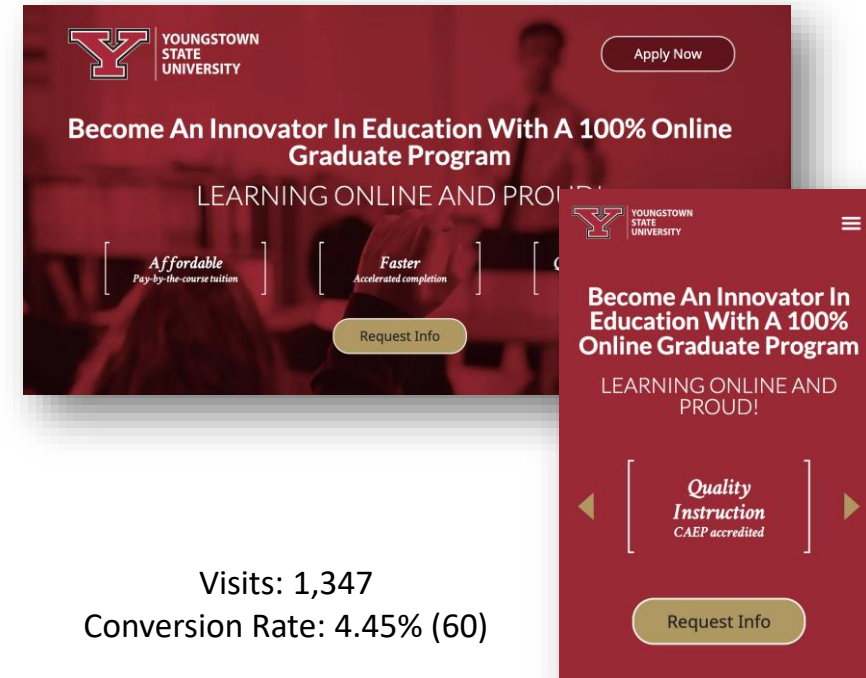 YOUNGSTOWN
STATE
UNIVERSITY
Apply Now
Become An Innovator In Education With A 100% Online
Graduate Program
LEARNING ONLINE AND
Affordable
Pay-by-the-course tuition
Faster
Accelerated completion
Request Info
YOUNGSTOWN
STATE
UNIVERSITY
Become An Innovator In
Education With A 100%
Online Graduate Program
LEARNING ONLINE AND
PROUD!
Quality
Instruction
CAEP accredited
Request Info
Visits: 1,347
Conversion Rate: 4.45% (60)